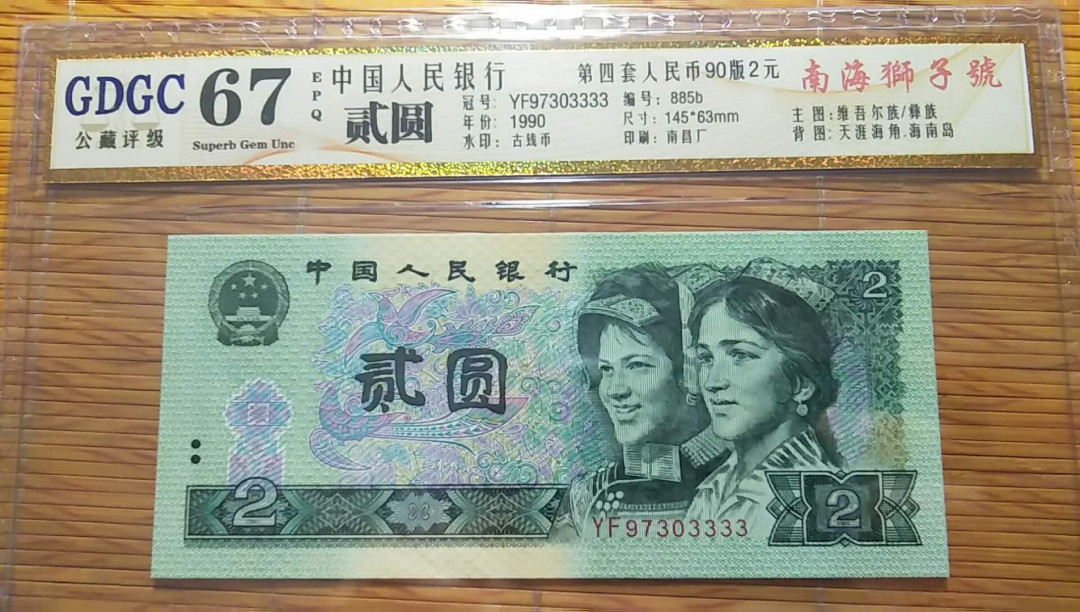 GDGC
公藏评级
67
EPQ
Superb Gem Unc
中国人民银行
贰圆
第四套人民币90版2元
冠号: YF97303333 编号: 885b
年份: 1990 尺寸: 145*63mm
水印: 古钱币 印刷: 南昌厂
南海獅子號
主图:维吾尔族/彝族
背图:天涯海角.海南岛
中国人民银行
2
贰圆
2
YF97303333
2